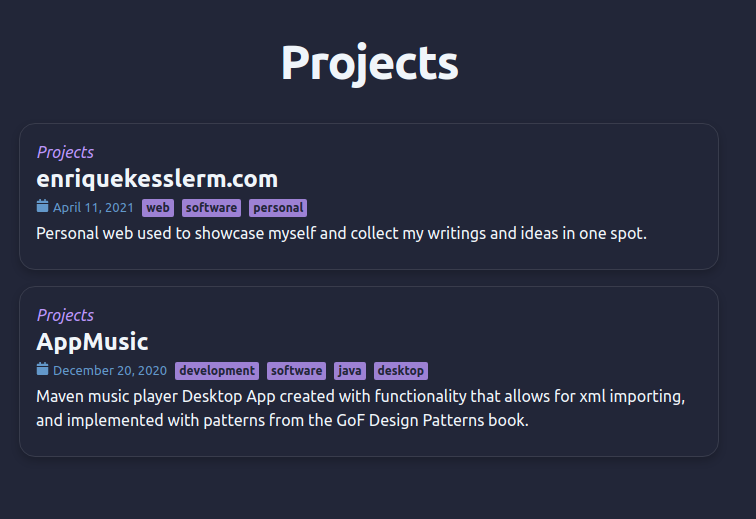 Projects
Projects
enriquekesslerm.com
April 11, 2021 web software personal
Personal web used to showcase myself and collect my writings and ideas in one spot.
Projects
AppMusic
December 20, 2020 development software java desktop
Maven music player Desktop App created with functionality that allows for xml importing,
and implemented with patterns from the GoF Design Patterns book.